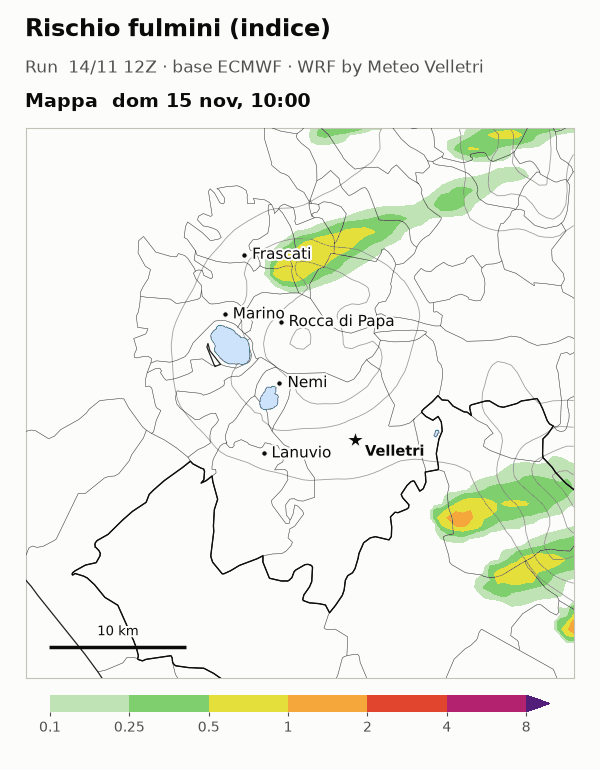 Rischio fulmini (indice)
Run  14/11 12Z · base ECMWF · WRF by Meteo Velletri
Mappa  dom 15 nov, 10:00
Frascati
Marino
Rocca di Papa
Nemi
Velletri
Lanuvio
10 km
0.1 0.25 0.5 1 2 4 8